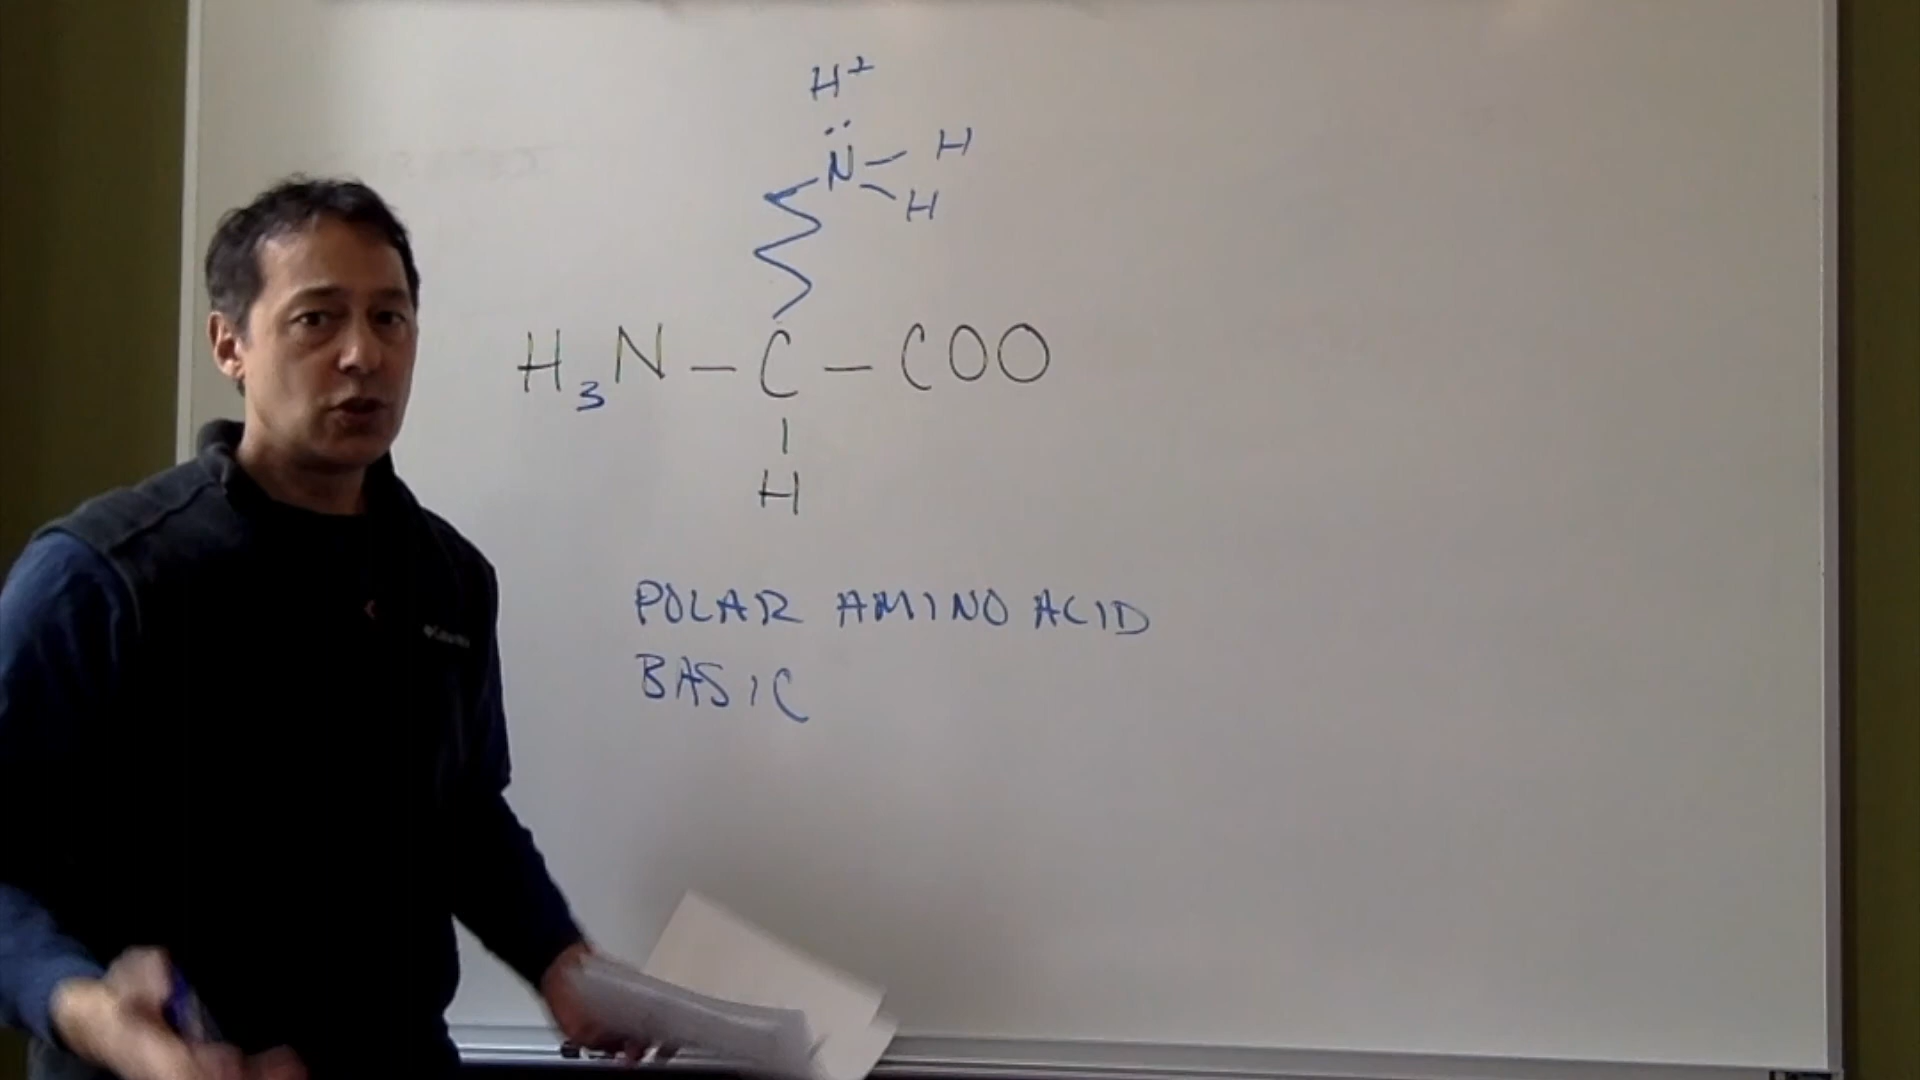 H+
N H
H
H3N - C - COO
H
POLAR AMINO ACID
BASIC